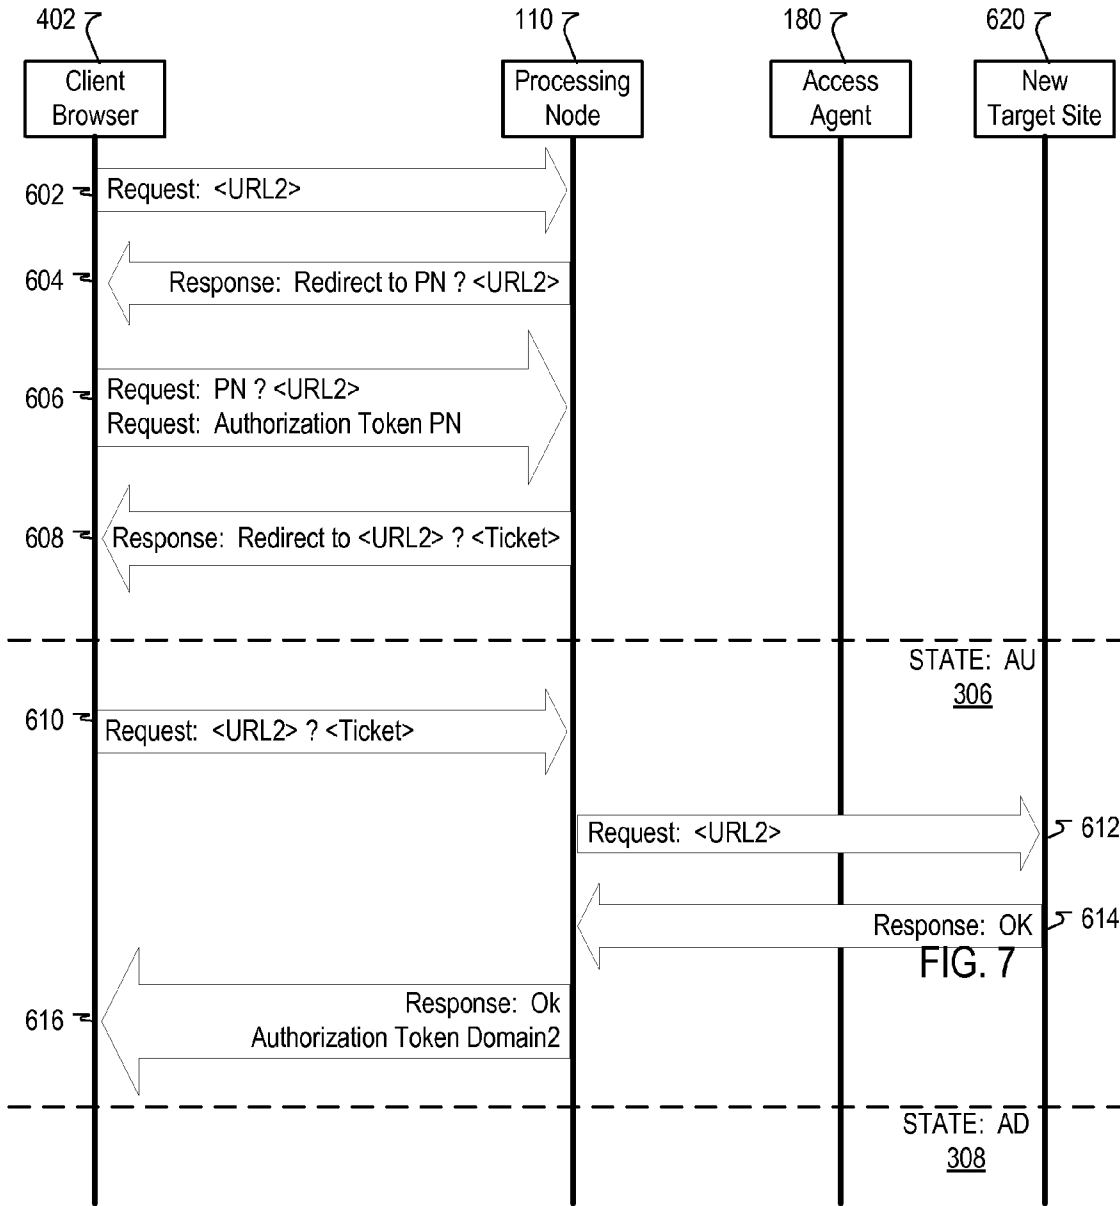 402
110
180
620
Client
Browser
Processing
Node
Access
Agent
New
Target Site
602
Request: <URL2>
604
Response: Redirect to PN ? <URL2>
606
Request: PN ? <URL2>
Request: Authorization Token PN
608
Response: Redirect to <URL2> ? <Ticket>
STATE: AU
306
610
Request: <URL2> ? <Ticket>
Request: <URL2>
612
Response: OK
614
FIG. 7
616
Response: Ok
Authorization Token Domain2
STATE: AD
308